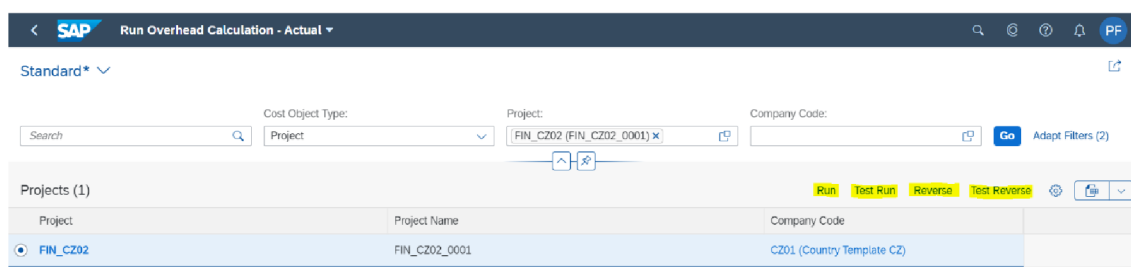 SAP Run Overhead Calculation - Actual PF
Standard*
Cost Object Type: Project: Company Code:
Search Project FIN_CZ02 (FIN_CZ02_0001) Go Adapt Filters (2)
Projects (1) Run Test Run Reverse Test Reverse
Project Project Name Company Code
FIN_CZ02 FIN_CZ02_0001 CZ01 (Country Template CZ)